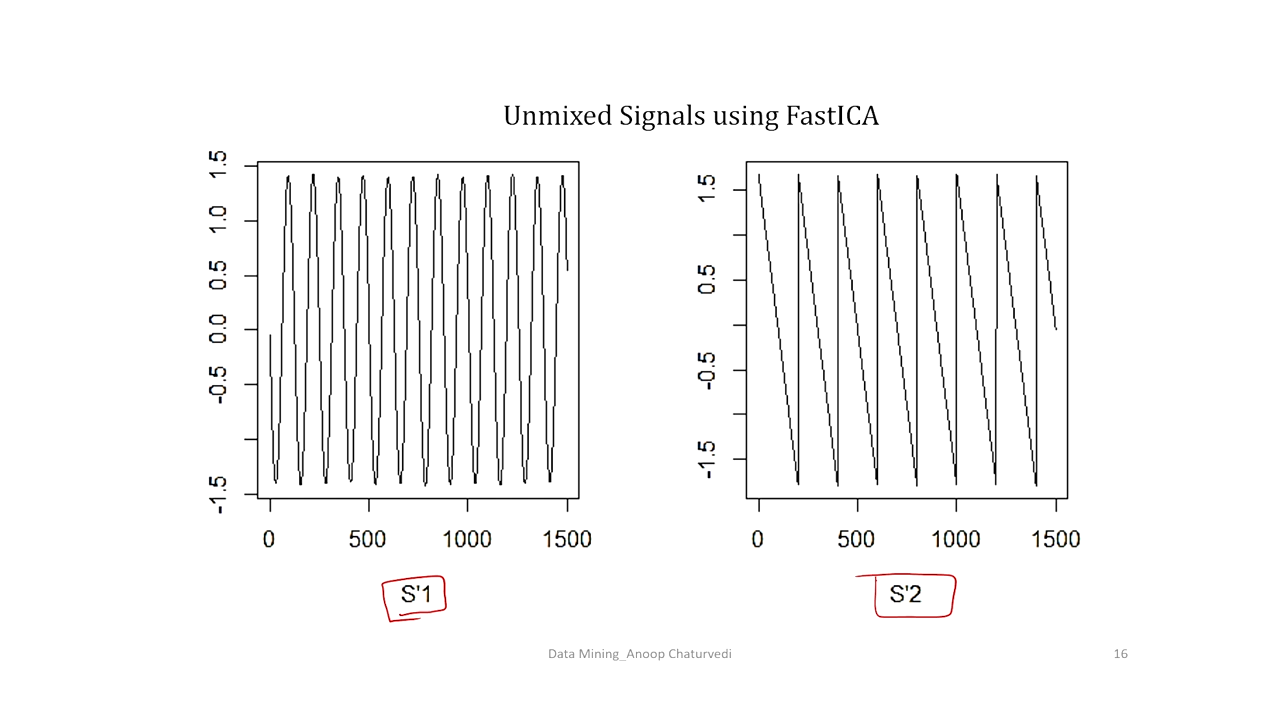 Unmixed Signals using FastICA
1.5
1.0
0.5
0.0
-0.5
-1.5
0 500 1000 1500
S'1
1.5
0.5
-0.5
-1.5
0 500 1000 1500
S'2
Data Mining_Anoop Chaturvedi
16